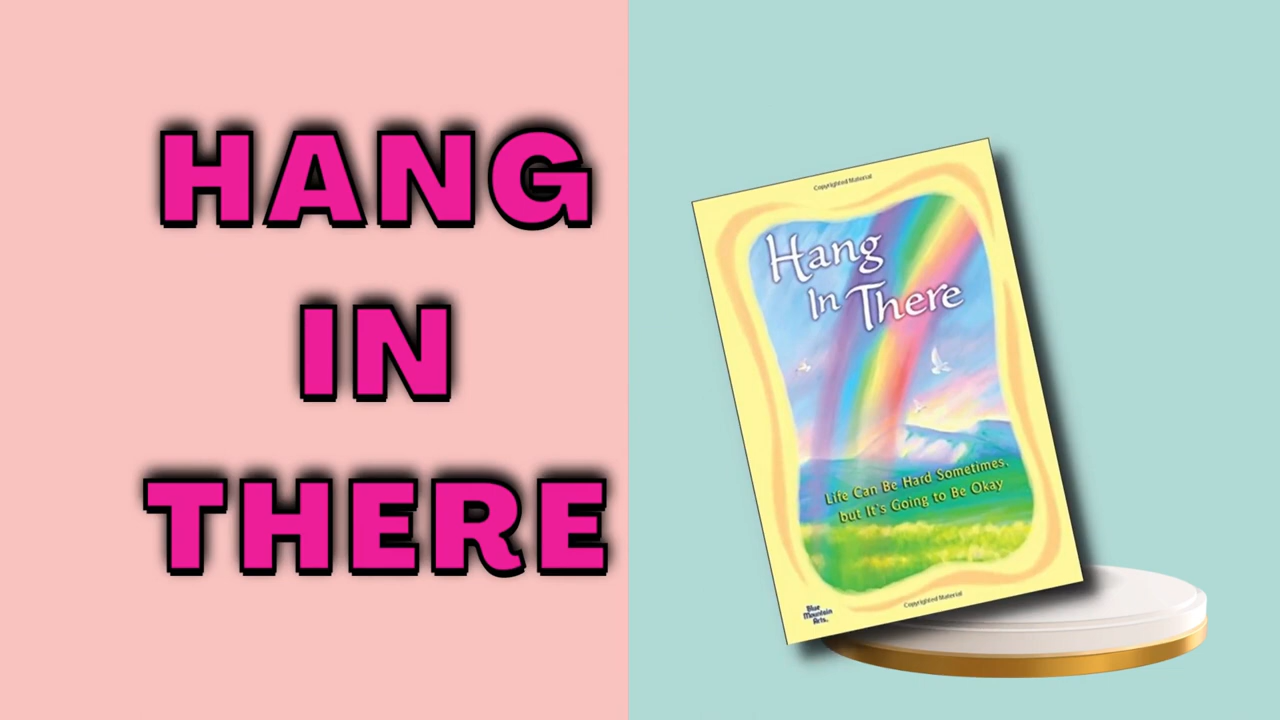 HANG
IN
THERE
Copyrighted Material
Hang
In There
Life Can Be Hard Sometimes,
but It's Going to Be Okay
Blue
Mountain
Arts
Copyrighted Material